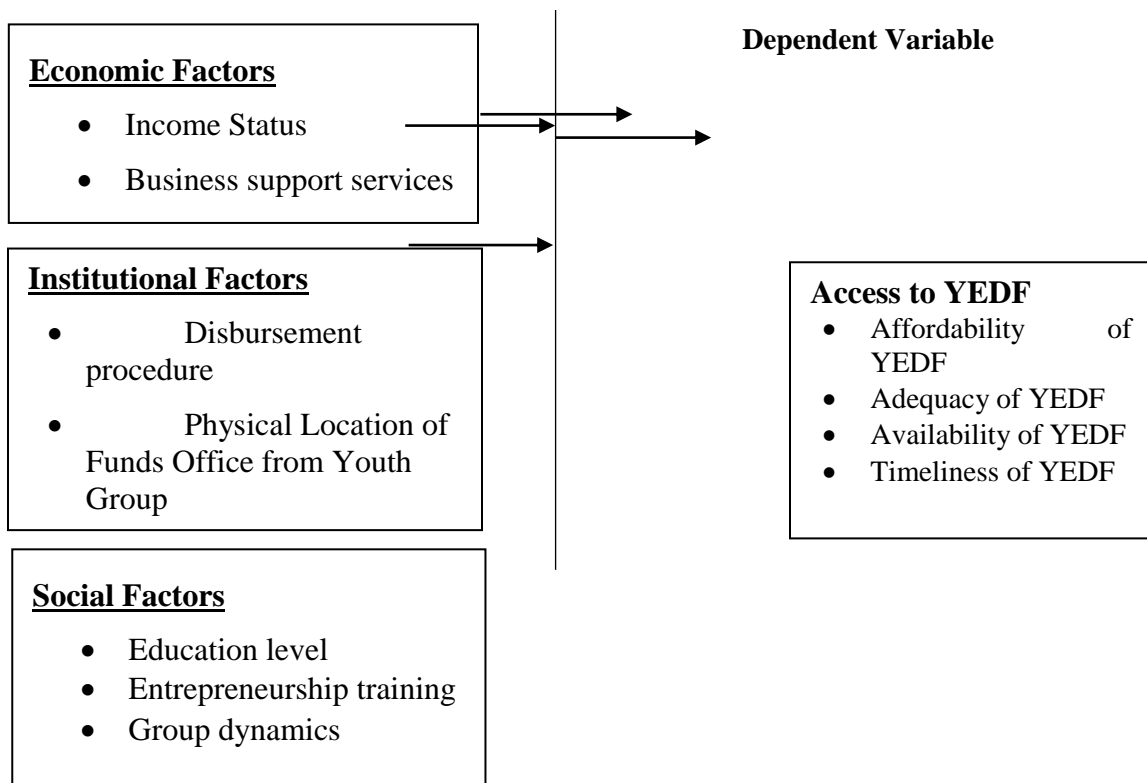 Economic Factors
• Income Status
• Business support services
Institutional Factors
• Disbursement
procedure
• Physical Location of
Funds Office from Youth
Group
Social Factors
• Education level
• Entrepreneurship training
• Group dynamics
Dependent Variable
Access to YEDF
• Affordability of
YEDF
• Adequacy of YEDF
• Availability of YEDF
• Timeliness of YEDF